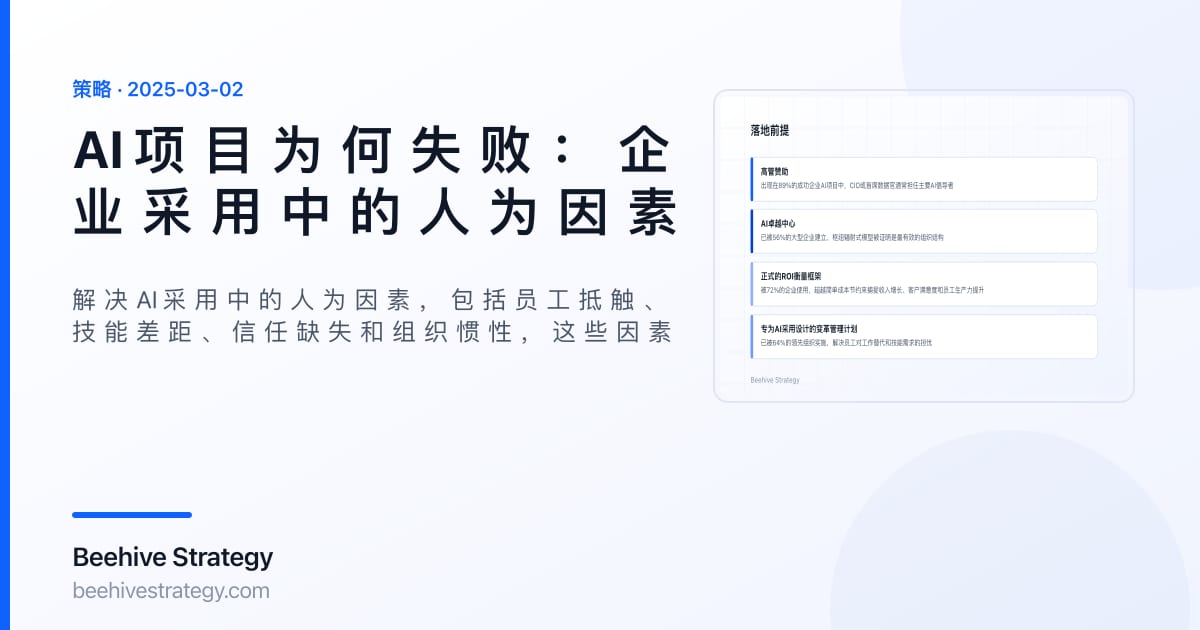 策略 · 2025-03-02
AI项目为何失败：企
业采用中的人为因素
解决AI采用中的人为因素，包括员工抵触、
技能差距、信任缺失和组织惯性，这些因素
Beehive Strategy
beehivestrategy.com
落地前提
高管赞助
出现在89%的成功企业AI项目中，CIO或首席数据官通常担任主要AI倡导者
AI卓越中心
已被56%的大型企业建立，枢纽辐射式模型被证明是最有效的组织结构
正式的ROI衡量框架
被72%的企业使用，超越简单成本节约来捕捉收入增长、客户满意度和员工生产力提升
专为AI采用设计的变革管理计划
已被64%的领先组织实施，解决员工对工作替代和技能需求的担忧
Beehive Strategy